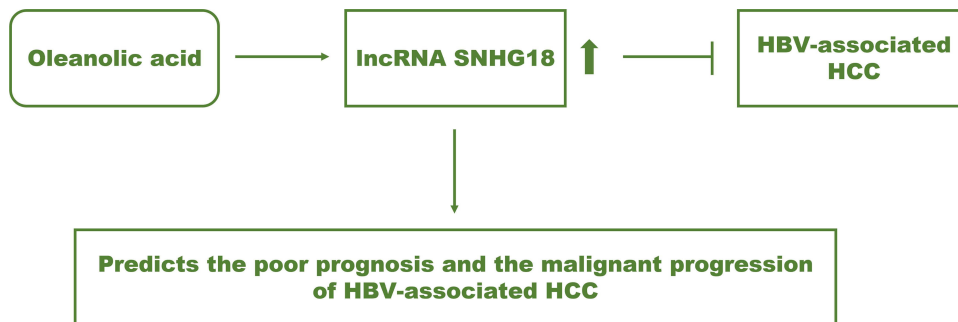 Oleanolic acid
lncRNA SNHG18
HBV-associated
HCC
Predicts the poor prognosis and the malignant progression
of HBV-associated HCC